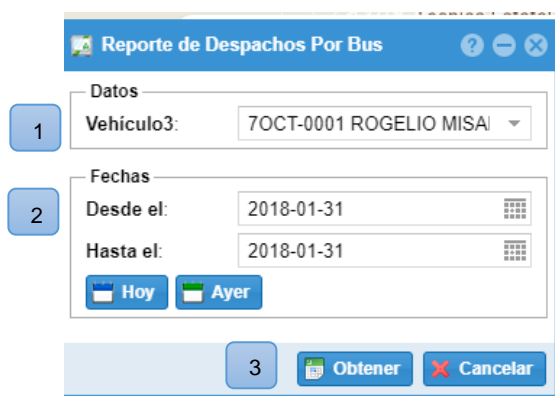 Reporte de Despachos Por Bus
Datos
1
Vehículo3: 7OCT-0001 ROGELIO MISA
Fechas
2
Desde el: 2018-01-31
Hasta el: 2018-01-31
Hoy Ayer
3 Obtener Cancelar